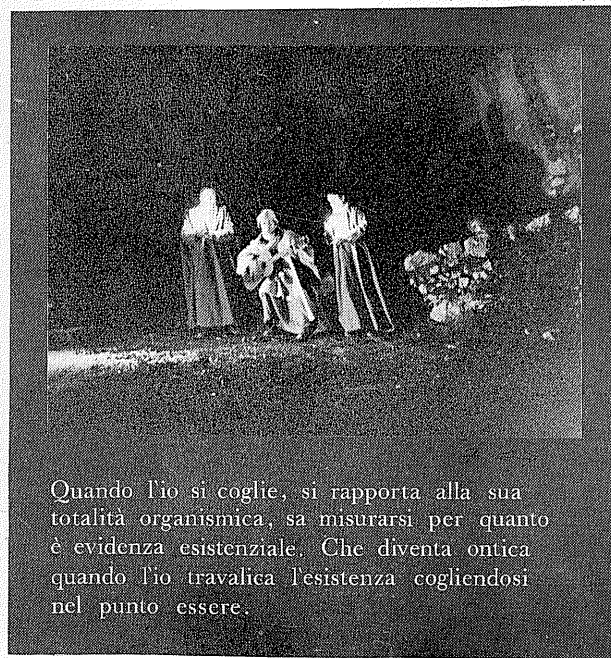 Quando l'io si coglie, si rapporta alla sua
totalità organismica, sa misurarsi per quanto
è evidenza esistenziale. Che diventa ontica
quando l'io travalica l'esistenza cogliendosi
nel punto essere.